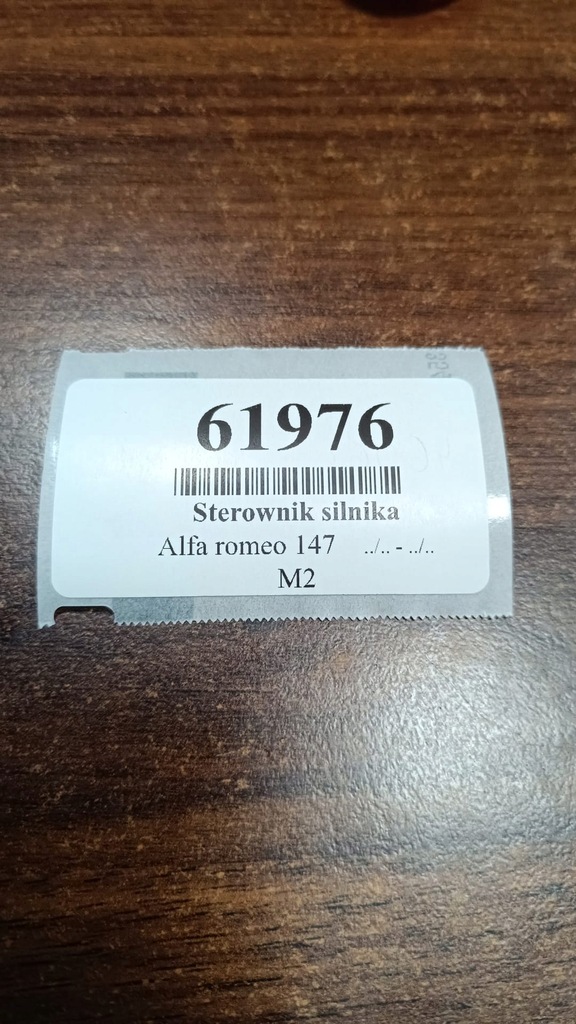 61976
Sterownik silnika
Alfa romeo 147 ../.. - ../..
M2